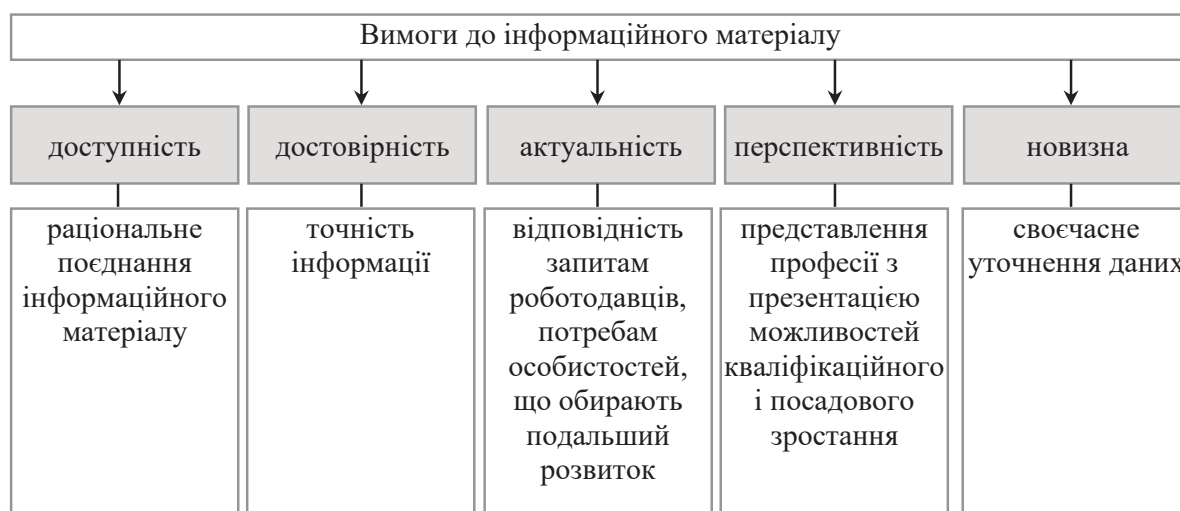 Вимоги до інформаційного матеріалу
доступність
достовірність
актуальність
перспективність
новизна
раціональне
поєднання
інформаційного
матеріалу
точність
інформації
відповідність
запитам
роботодавців,
потребам
особистостей,
що обирають
подальший
розвиток
представлення
професії з
презентацією
можливостей
кваліфікаційного
і посадового
зростання
своєчасне
уточнення даних